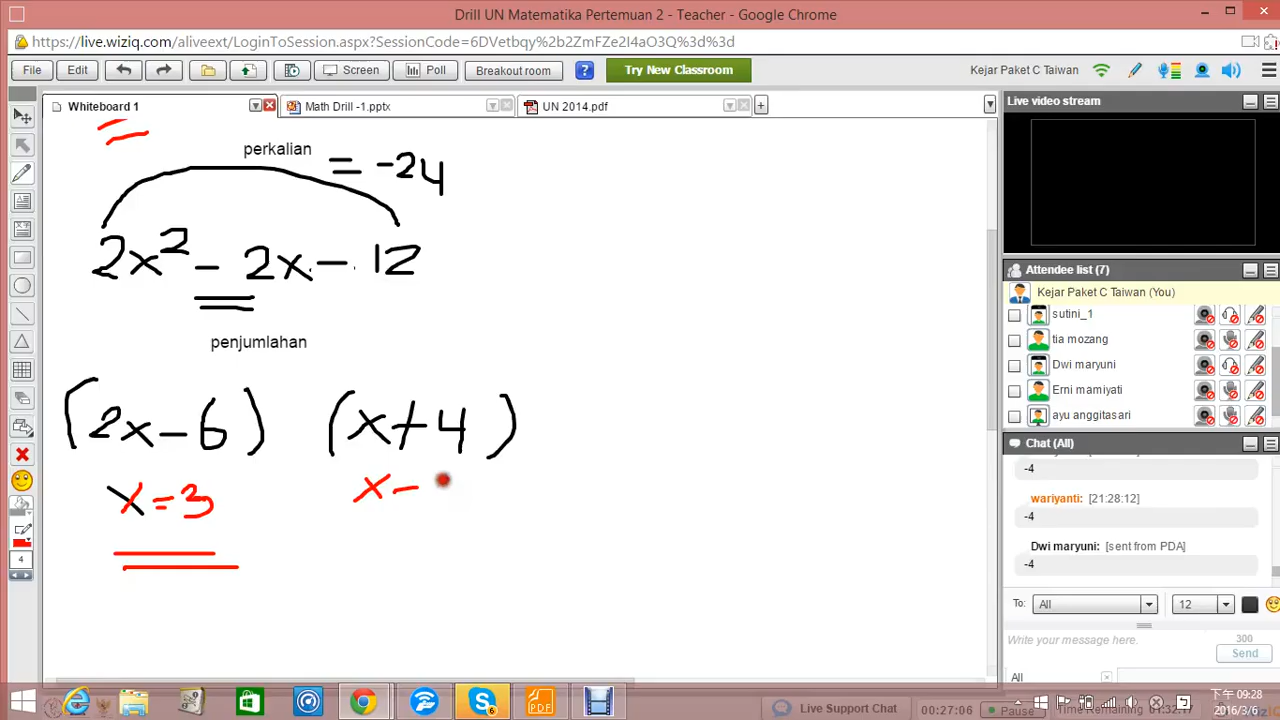 Drill UN Matematika Pertemuan 2 - Teacher - Google Chrome
https://live.wiziq.com/aliveext/LoginToSession.aspx?SessionCode=6DVetbqy%2b2ZmFZe2I4aO3Q%3d%3d
File Edit Screen Poll Breakout room ? Try New Classroom Kejar Paket C Taiwan
Whiteboard 1 Math Drill -1.pptx UN 2014.pdf +
Live video stream
perkalian = -24
2x² - 2x - 12
penjumlahan
(2x - 6) (x + 4)
x = 3 x -
Attendee list (7)
Kejar Paket C Taiwan (You)
sutini_1
tia mozang
Dwi maryuni
Erni mamiyati
ayu anggitasari
Chat (All)
-4
wariyanti: [21:28:12]
-4
Dwi maryuni: [sent from PDA]
-4
To: All 12
Write your message here... 300
Send
All
4
Live Support Chat 00:27:06 Pause Time Remaining
下午 09:28
2016/3/6